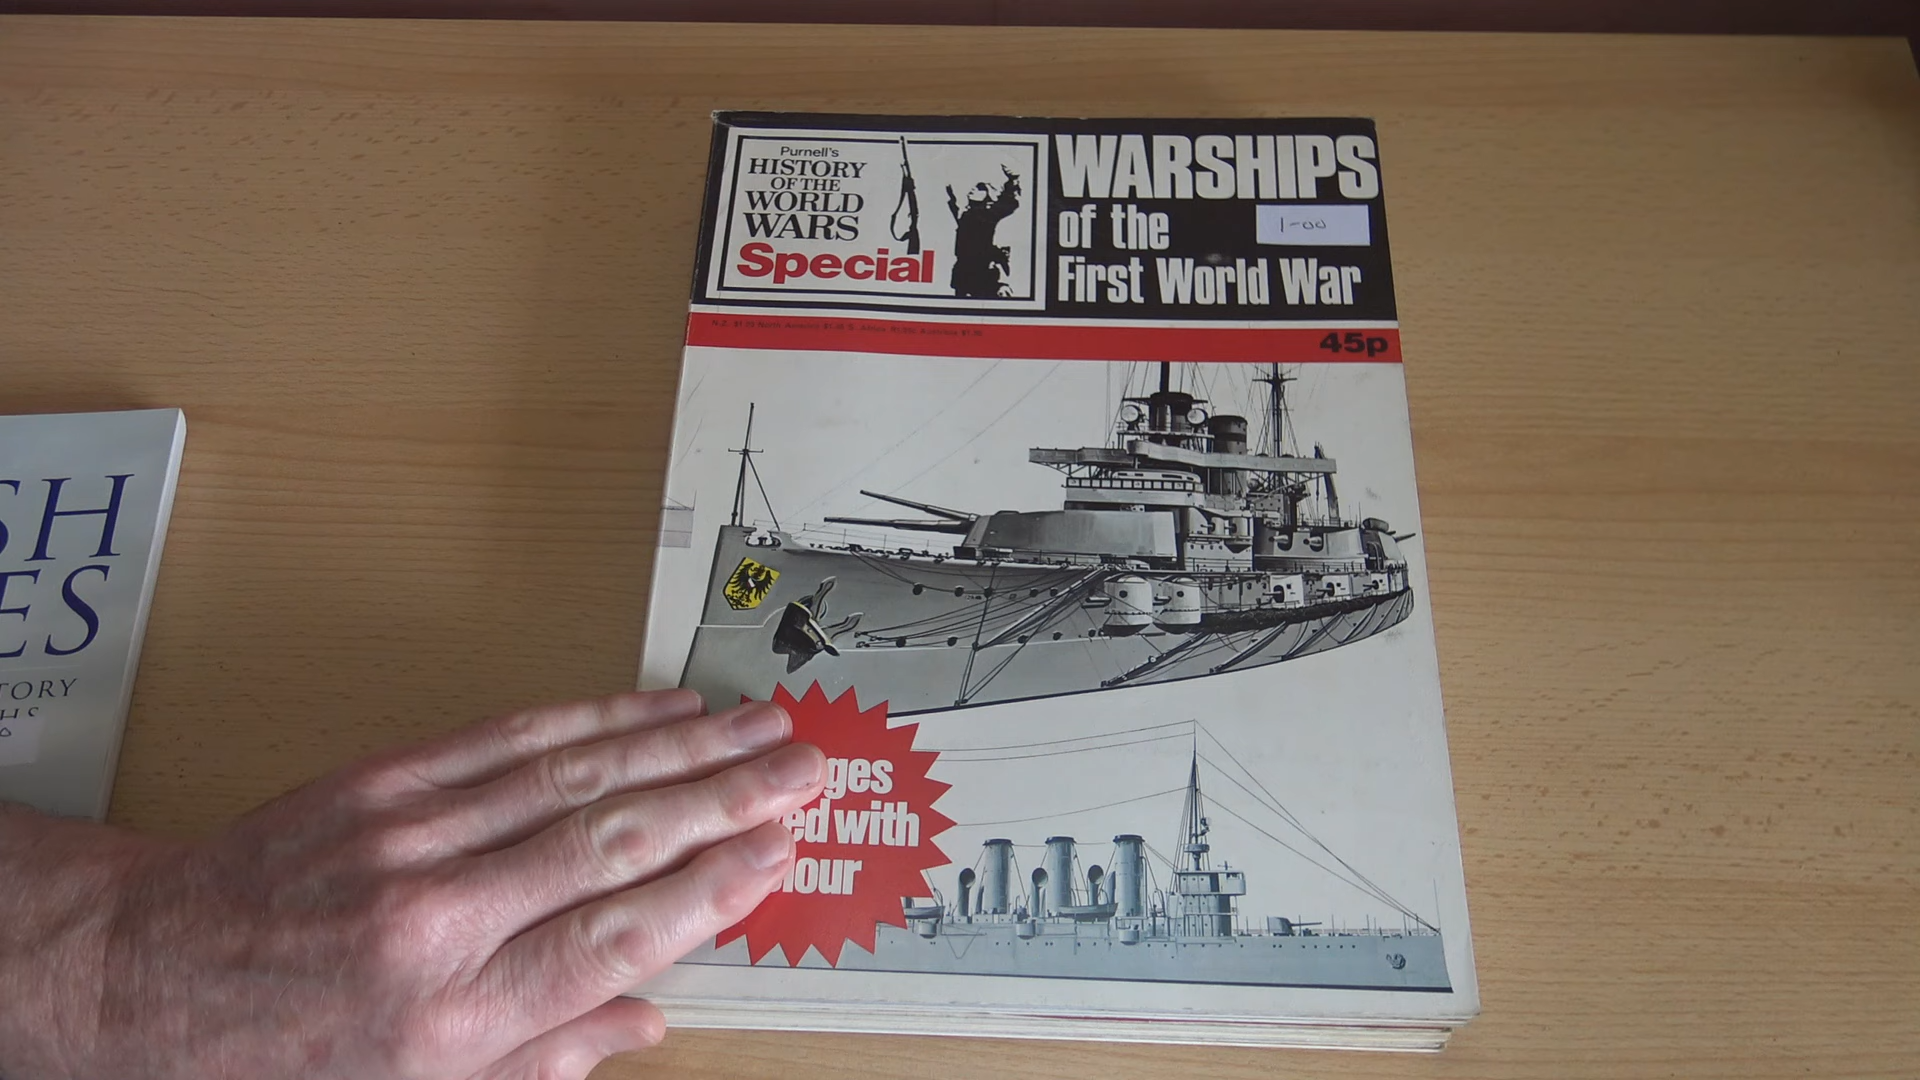 Purnell's
HISTORY
OF THE
WORLD
WARS
Special
WARSHIPS
of the
First World War
1-00
45p
ges
ed with
lour
SH
ES
TORY